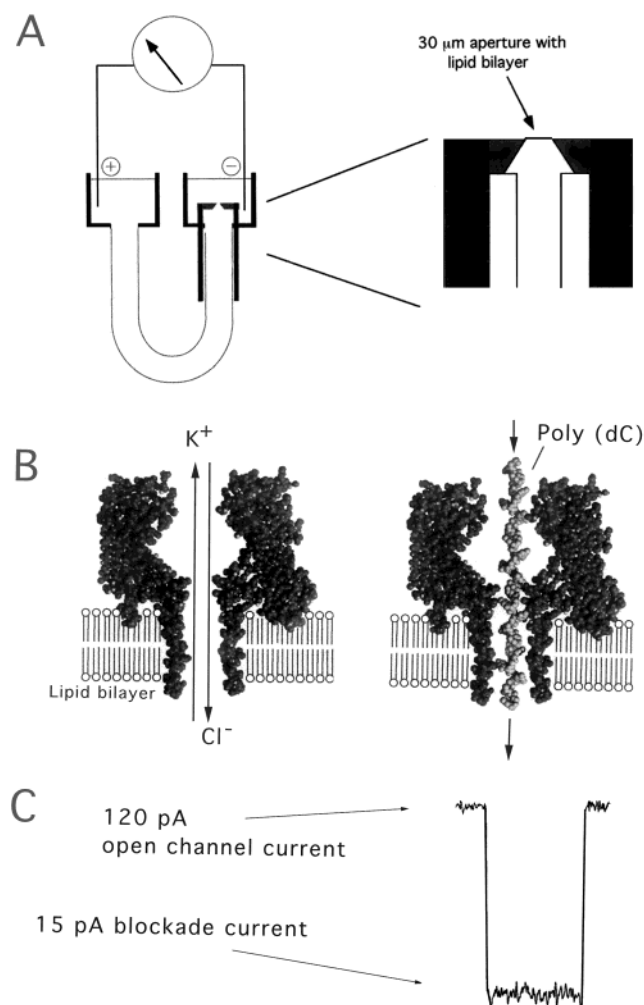 A
30 µm aperture with
lipid bilayer
+
−
B
K⁺
Poly (dC)
Lipid bilayer
Cl⁻
C
120 pA
open channel current
15 pA blockade current